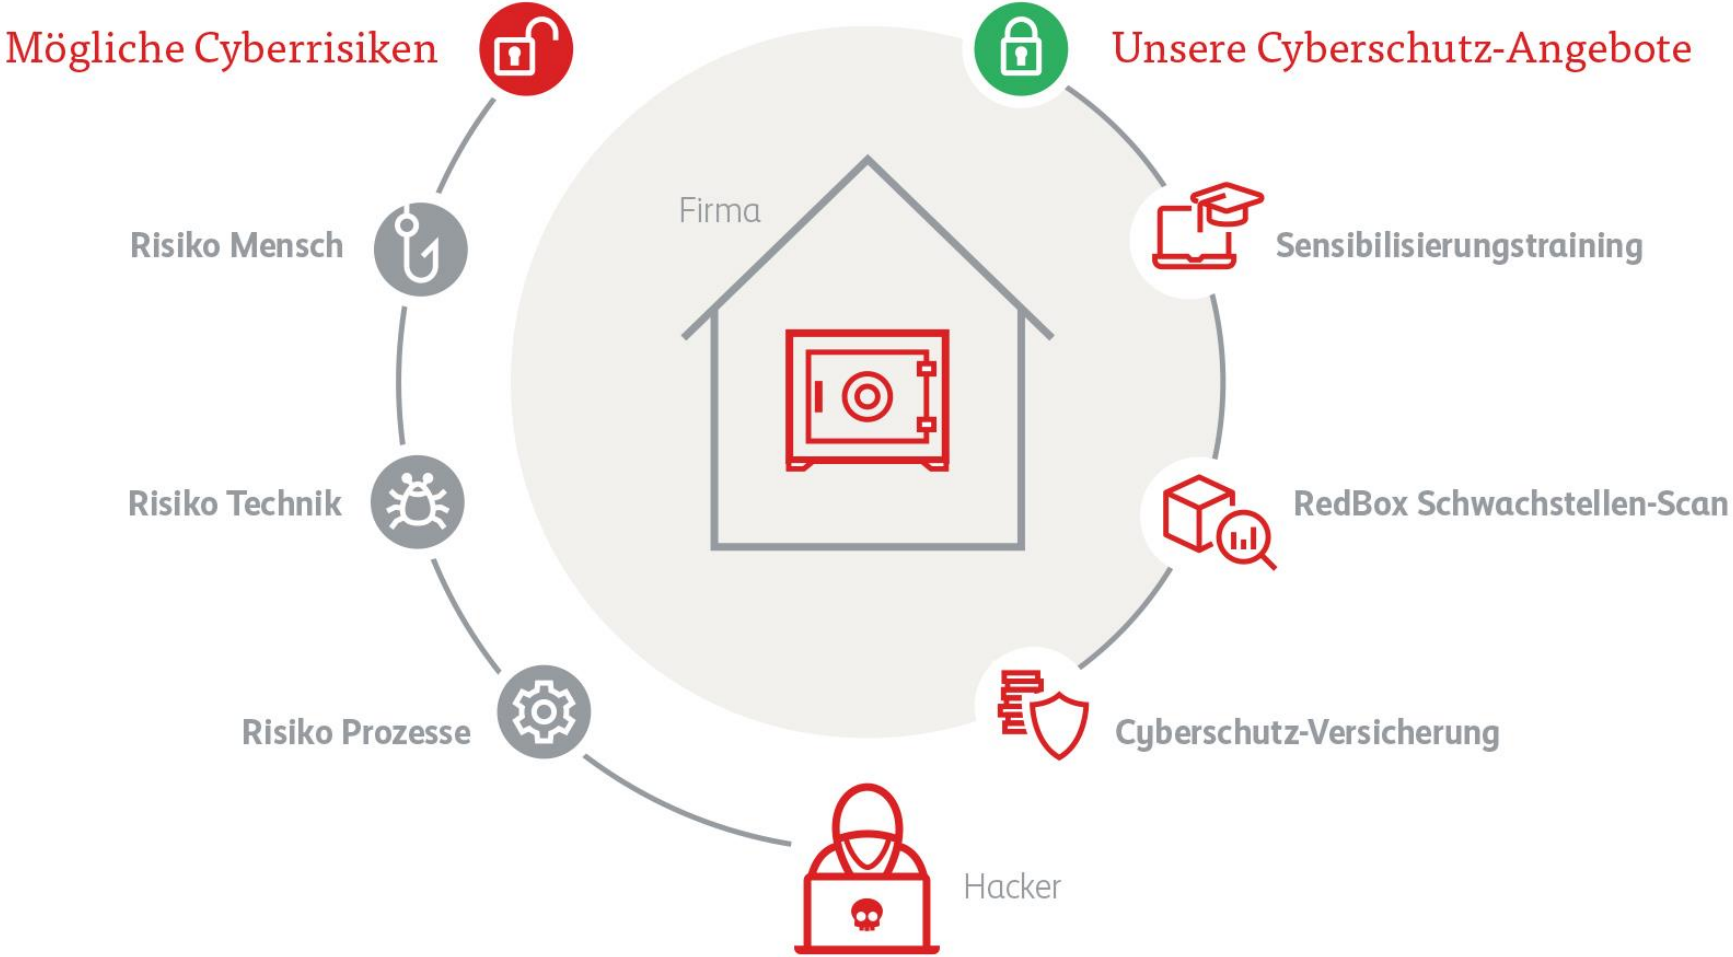 Mögliche Cyberrisiken
Unsere Cyberschutz-Angebote
Firma
Risiko Mensch
Sensibilisierungstraining
Risiko Technik
RedBox Schwachstellen-Scan
Risiko Prozesse
Cyberschutz-Versicherung
Hacker